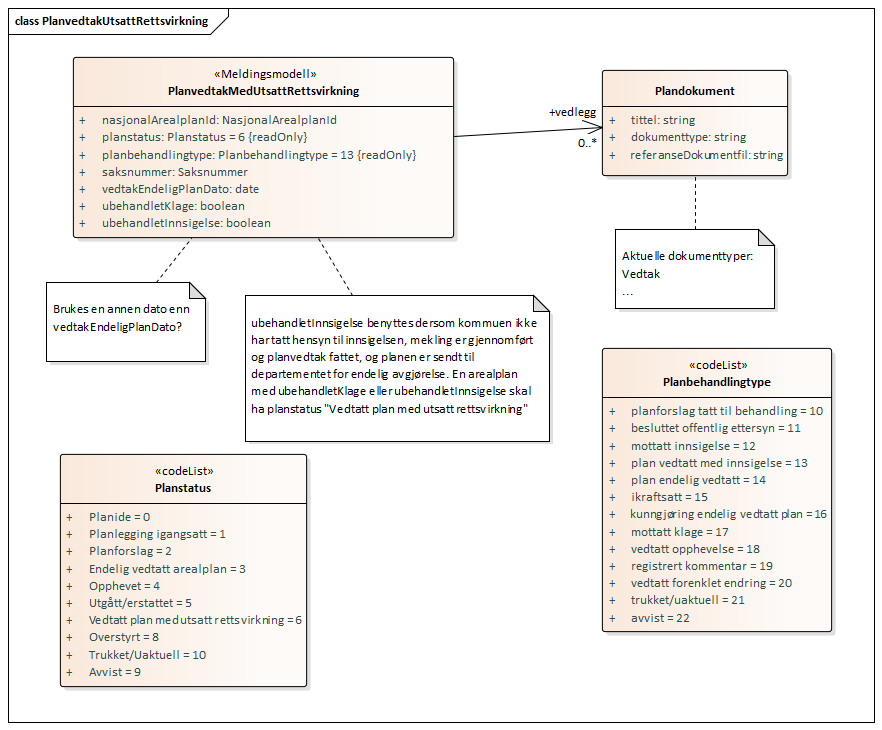 class PlanvedtakUtsattRettsvirkning
«Meldingsmodell»
PlanvedtakMedUtsattRettsvirkning
+ nasjonalArealplanId: NasjonalArealplanId
+ planstatus: Planstatus = 6 {readOnly}
+ planbehandlingtype: Planbehandlingtype = 13 {readOnly}
+ saksnummer: Saksnummer
+ vedtakEndeligPlanDato: date
+ ubehandletKlage: boolean
+ ubehandletInnsigelse: boolean
+vedlegg
0..*
Plandokument
+ tittel: string
+ dokumenttype: string
+ referanseDokumentfil: string
Aktuelle dokumenttyper:
Vedtak
...
Brukes en annen dato enn
vedtakEndeligPlanDato?
ubehandletInnsigelse benyttes dersom kommuen ikke
har tatt hensyn til innsigelsen, mekling er gjennomført
og planvedtak fattet, og planen er sendt til
departementet for endelig avgjørelse. En arealplan
med ubehandletKlage eller ubehandletInnsigelse skal
ha planstatus "Vedtatt plan med utsatt rettsvirkning"
«codeList»
Planbehandlingtype
+ planforslag tatt til behandling = 10
+ besluttet offentlig ettersyn = 11
+ mottatt innsigelse = 12
+ plan vedtatt med innsigelse = 13
+ plan endelig vedtatt = 14
+ ikraftsatt = 15
+ kunngjøring endelig vedtatt plan = 16
+ mottatt klage = 17
+ vedtatt opphevelse = 18
+ registrert kommentar = 19
+ vedtatt forenklet endring = 20
+ trukket/uaktuell = 21
+ avvist = 22
«codeList»
Planstatus
+ Planide = 0
+ Planlegging igangsatt = 1
+ Planforslag = 2
+ Endelig vedtatt arealplan = 3
+ Opphevet = 4
+ Utgått/erstattet = 5
+ Vedtatt plan med utsatt rettsvirkning = 6
+ Overstyrt = 8
+ Trukket/Uaktuell = 10
+ Avvist = 9